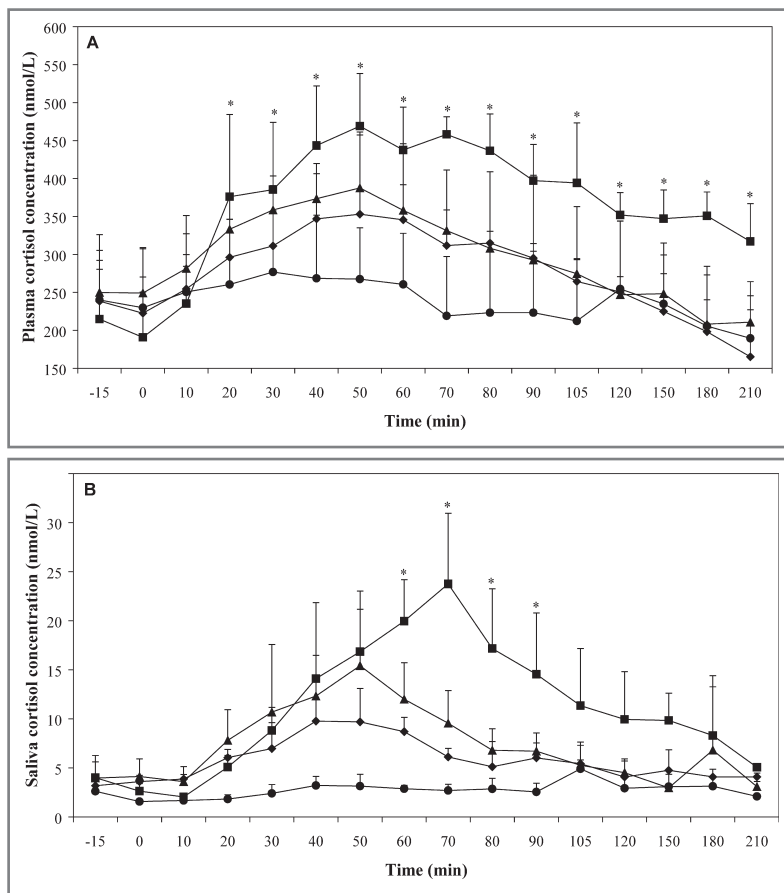 A
Plasma cortisol concentration (nmol/L)
600
550
500
450
400
350
300
250
200
150
* * * * * * * * * * * * *
-15 0 10 20 30 40 50 60 70 80 90 105 120 150 180 210
Time (min)
B
Saliva cortisol concentration (nmol/L)
30
25
20
15
10
5
0
* * * *
-15 0 10 20 30 40 50 60 70 80 90 105 120 150 180 210
Time (min)